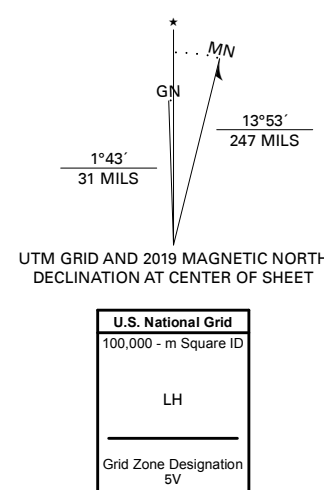 ★
MN
GN
1°43´
31 MILS
13°53´
247 MILS
UTM GRID AND 2019 MAGNETIC NORTH
DECLINATION AT CENTER OF SHEET
U.S. National Grid
100,000 - m Square ID
LH
Grid Zone Designation
5V